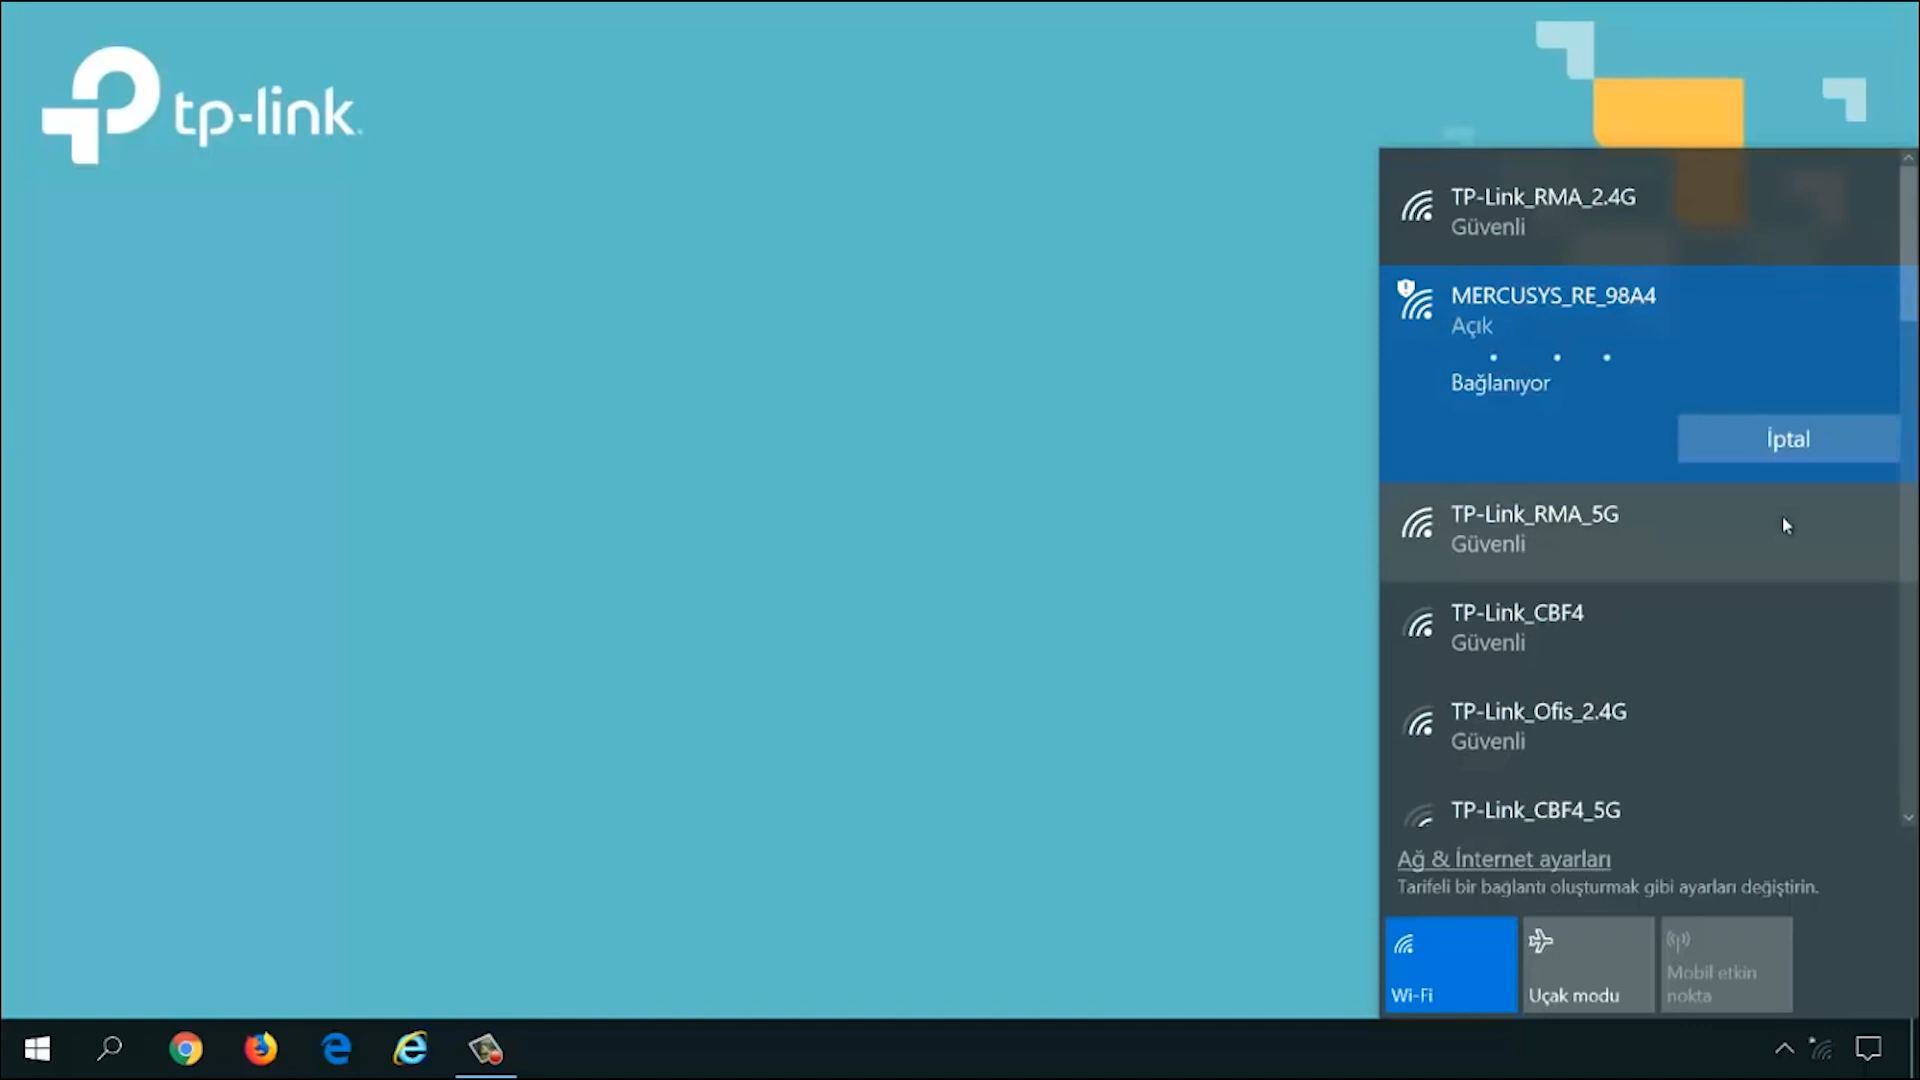 tp-link
TP-Link_RMA_2.4G
Güvenli
MERCUSYS_RE_98A4
Açık
Bağlanıyor
İptal
TP-Link_RMA_5G
Güvenli
TP-Link_CBF4
Güvenli
TP-Link_Ofis_2.4G
Güvenli
TP-Link_CBF4_5G
Ağ & İnternet ayarları
Tarifeli bir bağlantı oluşturmak gibi ayarları değiştirin.
Wi-Fi
Uçak modu
Mobil etkin
nokta